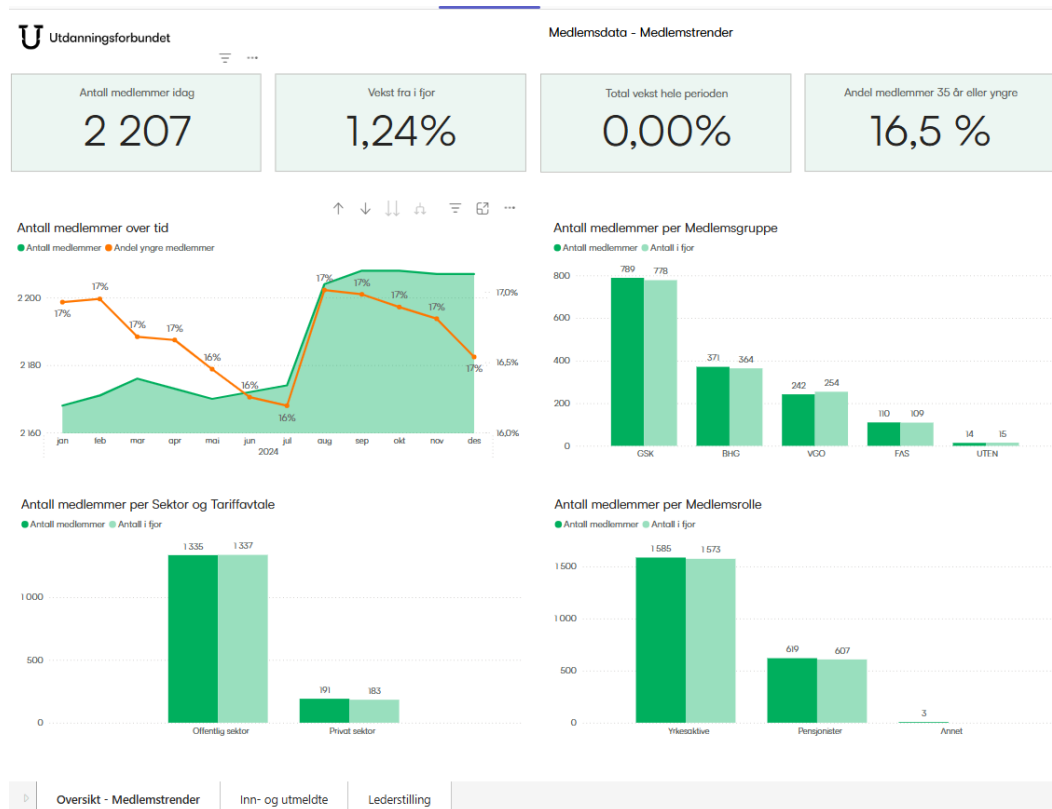 Utdanningsforbundet
Medlemsdata - Medlemstrender
Antall medlemmer idag
2 207
Vekst fra i fjor
1,24%
Total vekst hele perioden
0,00%
Andel medlemmer 35 år eller yngre
16,5 %
Antall medlemmer over tid
Antall medlemmer Andel yngre medlemmer
2 200
2 180
2 160
17%
17%
17%
17%
16%
16%
16%
17%
17%
17%
17%
17%
17,0%
16,5%
16,0%
jan feb mar apr mai jun jul aug sep okt nov des
2024
Antall medlemmer per Medlemsgruppe
Antall medlemmer Antall i fjor
800
600
400
200
0
789 778
371 364
242 254
110 109
14 15
GSK BHG VGO FAS UTEN
Antall medlemmer per Sektor og Tariffavtale
Antall medlemmer Antall i fjor
1 000
500
0
1 335 1 337
191 183
Offentlig sektor Privat sektor
Antall medlemmer per Medlemsrolle
Antall medlemmer Antall i fjor
1 500
1 000
500
0
1 585 1 573
619 607
3
Yrkesaktive Pensjonister Annet
Oversikt - Medlemstrender Inn- og utmeldte Lederstilling